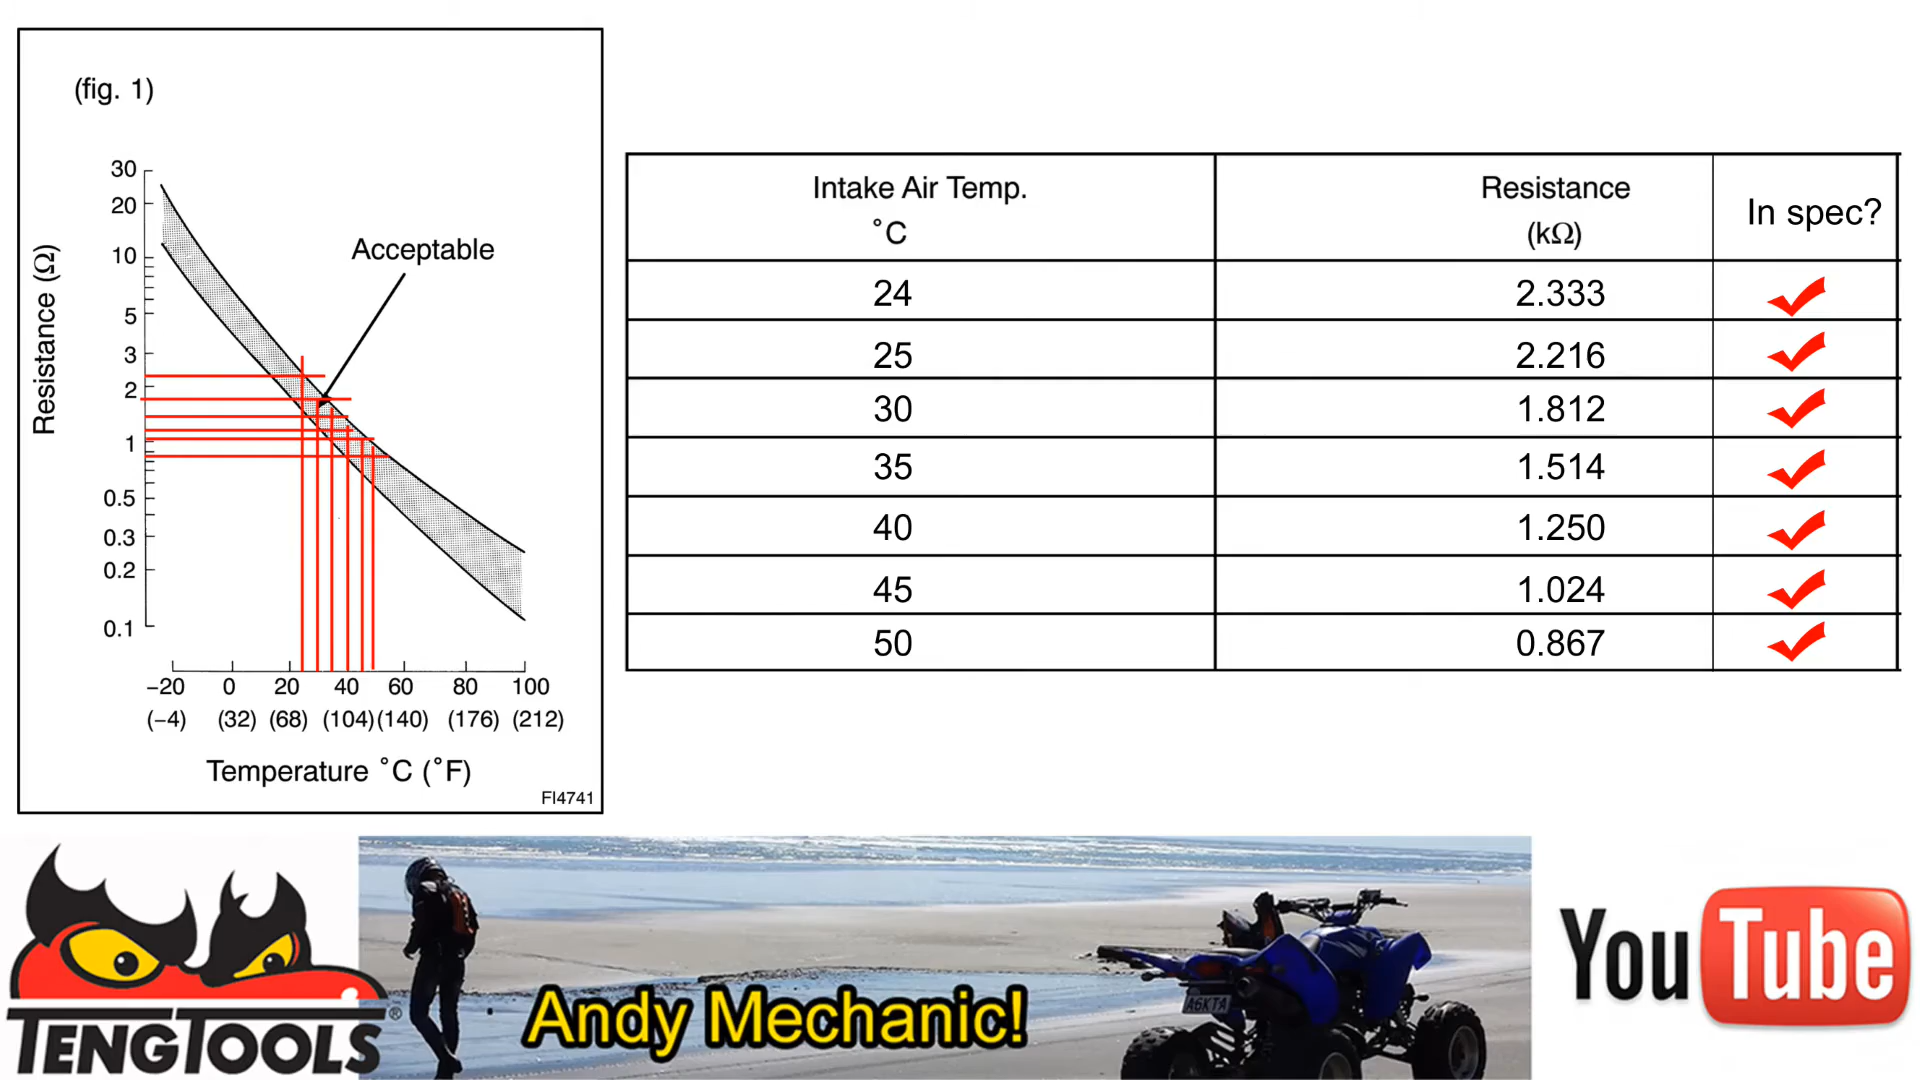 (fig. 1)
30
20
10
5
3
2
1
0.5
0.3
0.2
0.1
Resistance (Ω)
Acceptable
−20 0 20 40 60 80 100
(−4) (32) (68) (104) (140) (176) (212)
Temperature ˚C (˚F)
FI4741
Intake Air Temp. Resistance In spec?
˚C (kΩ)
24 2.333
25 2.216
30 1.812
35 1.514
40 1.250
45 1.024
50 0.867
TENGTOOLS®
Andy Mechanic!
A6KTA
YouTube